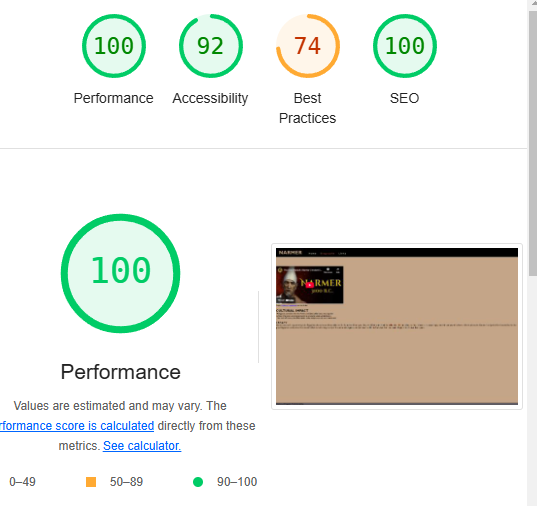 100
92
74
100
Performance
Accessibility
Best
Practices
SEO
100
Performance
Values are estimated and may vary. The
rformance score is calculated directly from these
metrics. See calculator.
0–49
50–89
90–100
NARMER
NARMER
CULTURAL IMPACT